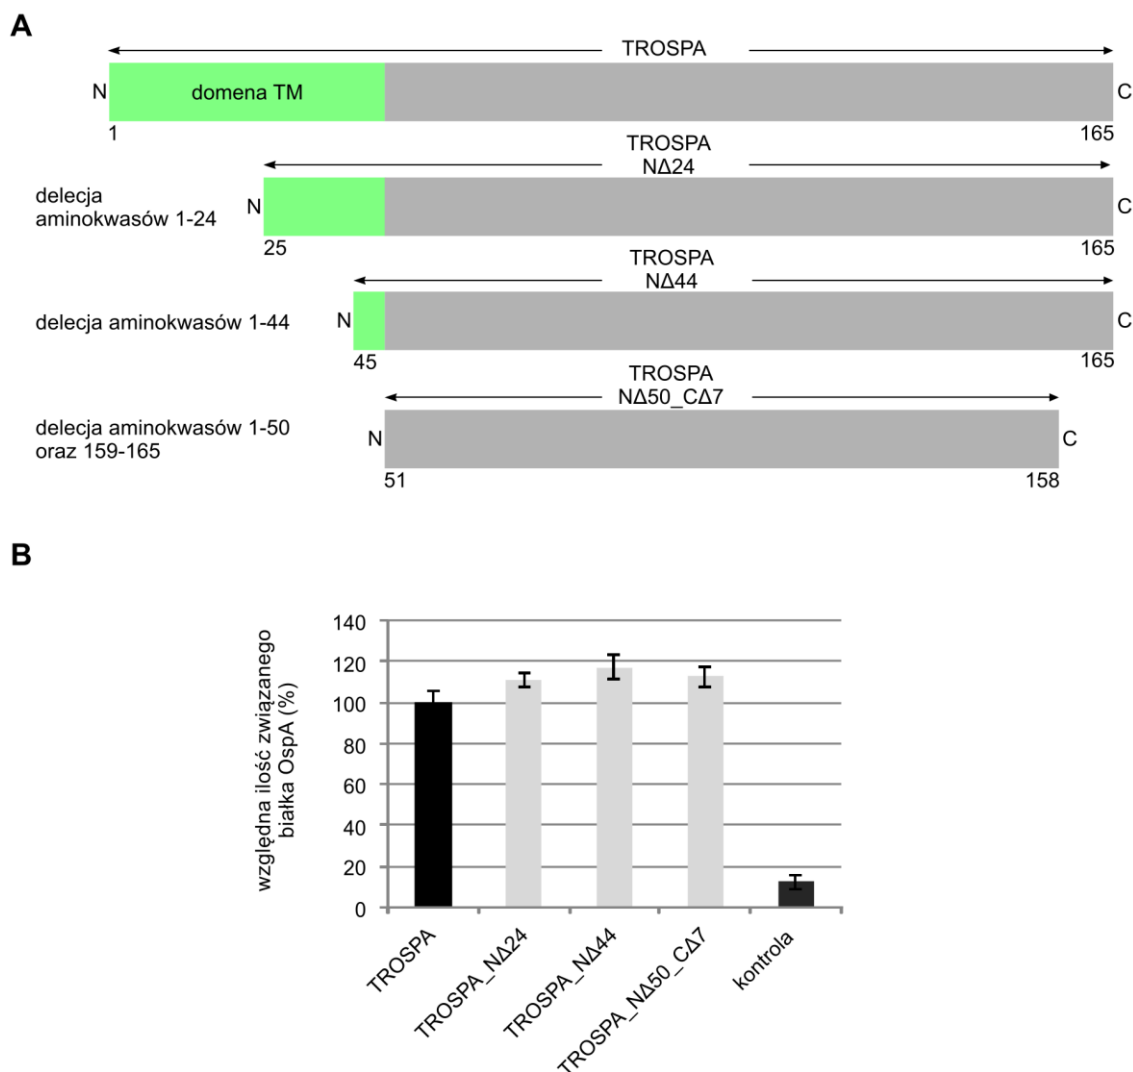 A
TROSPA
N domena TM C
1 165
TROSPA
NΔ24
delecja
aminokwasów 1-24
N C
25 165
TROSPA
NΔ44
delecja aminokwasów 1-44
N C
45 165
TROSPA
NΔ50_CΔ7
delecja aminokwasów 1-50
oraz 159-165
N C
51 158
B
względna ilość związanego
białka OspA (%)
140
120
100
80
60
40
20
0
TROSPA
TROSPA_NΔ24
TROSPA_NΔ44
TROSPA_NΔ50_CΔ7
kontrola